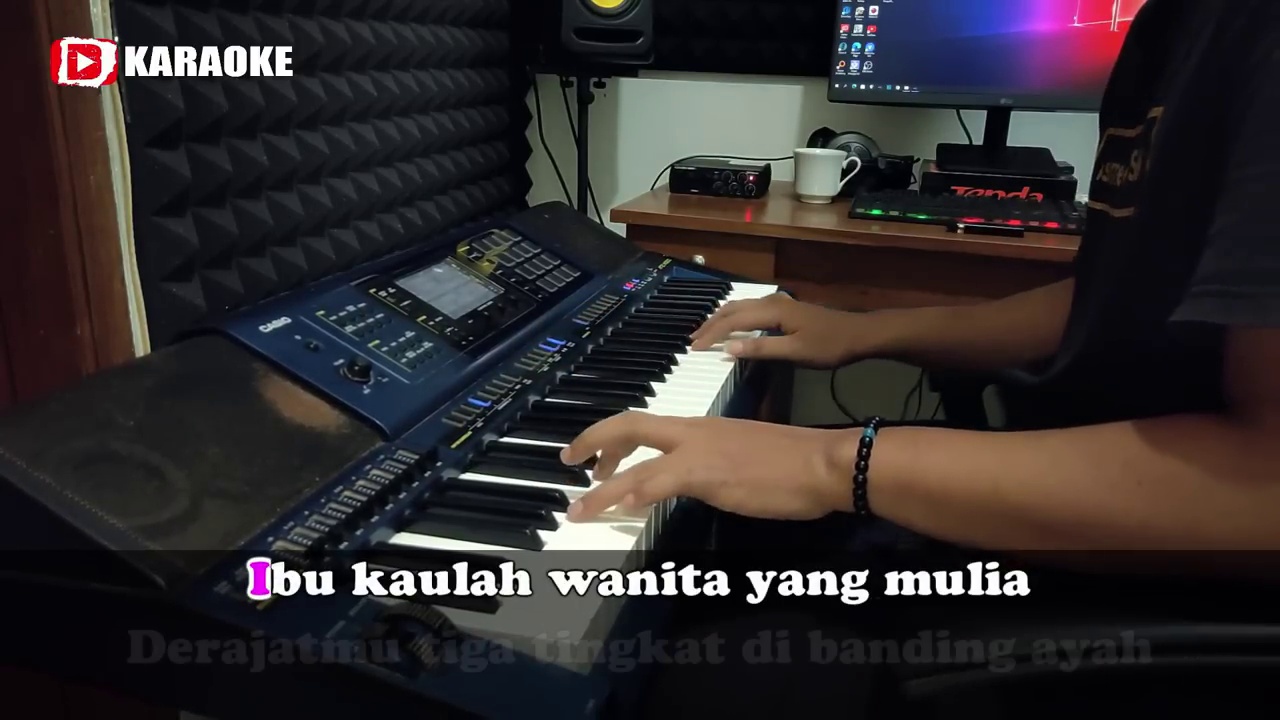 KARAOKE
CASIO
Tenda
Ibu kaulah wanita yang mulia
Derajatmu tiga tingkat di banding ayah